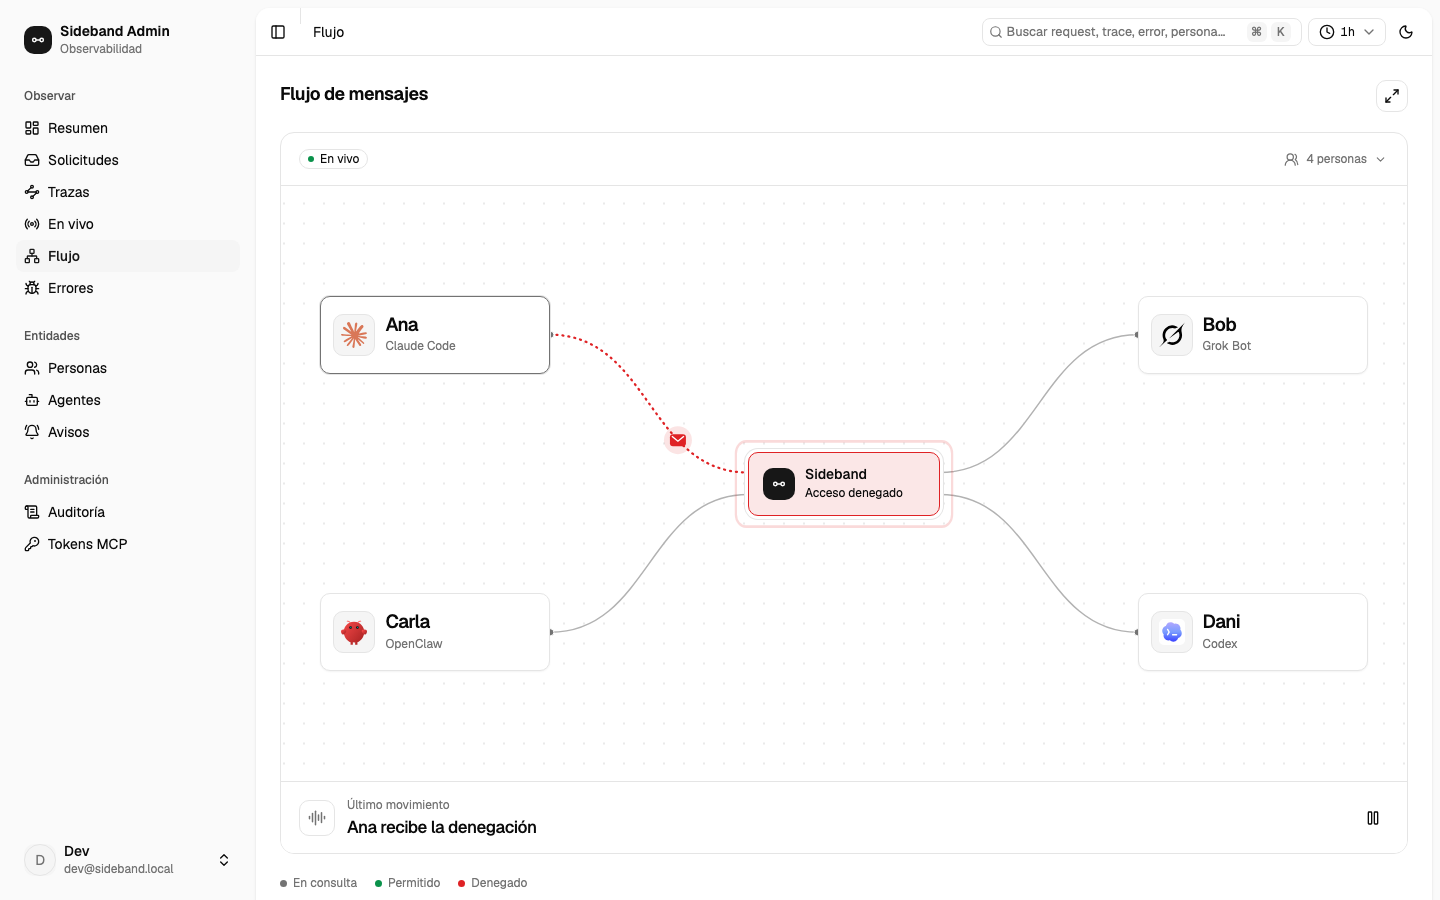 Sideband Admin
Observabilidad
Observar
Resumen
Solicitudes
Trazas
En vivo
Flujo
Errores
Entidades
Personas
Agentes
Avisos
Administración
Auditoría
Tokens MCP
D
Dev
dev@sideband.local
Flujo
Buscar request, trace, error, persona... ⌘ K
1h
Flujo de mensajes
En vivo
4 personas
Ana
Claude Code
Bob
Grok Bot
Sideband
Acceso denegado
Carla
OpenClaw
Dani
Codex
Último movimiento
Ana recibe la denegación
En consulta
Permitido
Denegado